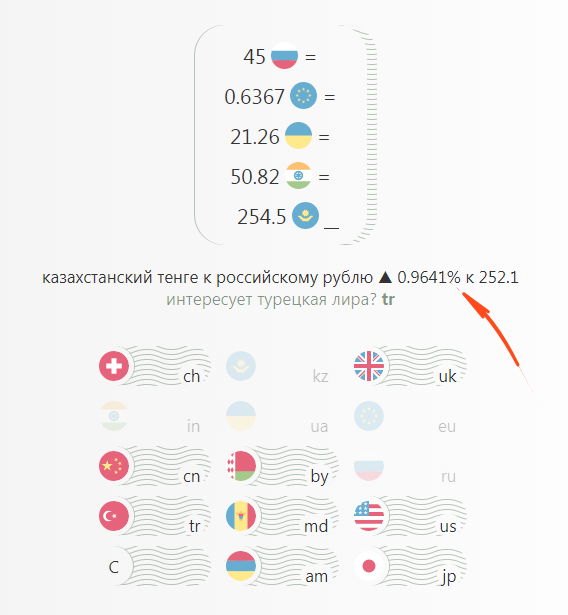 45 =
0.6367 =
21.26 =
50.82 =
254.5 _
казахстанский тенге к российскому рублю ▲ 0.9641% к 252.1
интересует турецкая лира? tr
ch kz uk
in ua eu
cn by ru
tr md us
C am jp